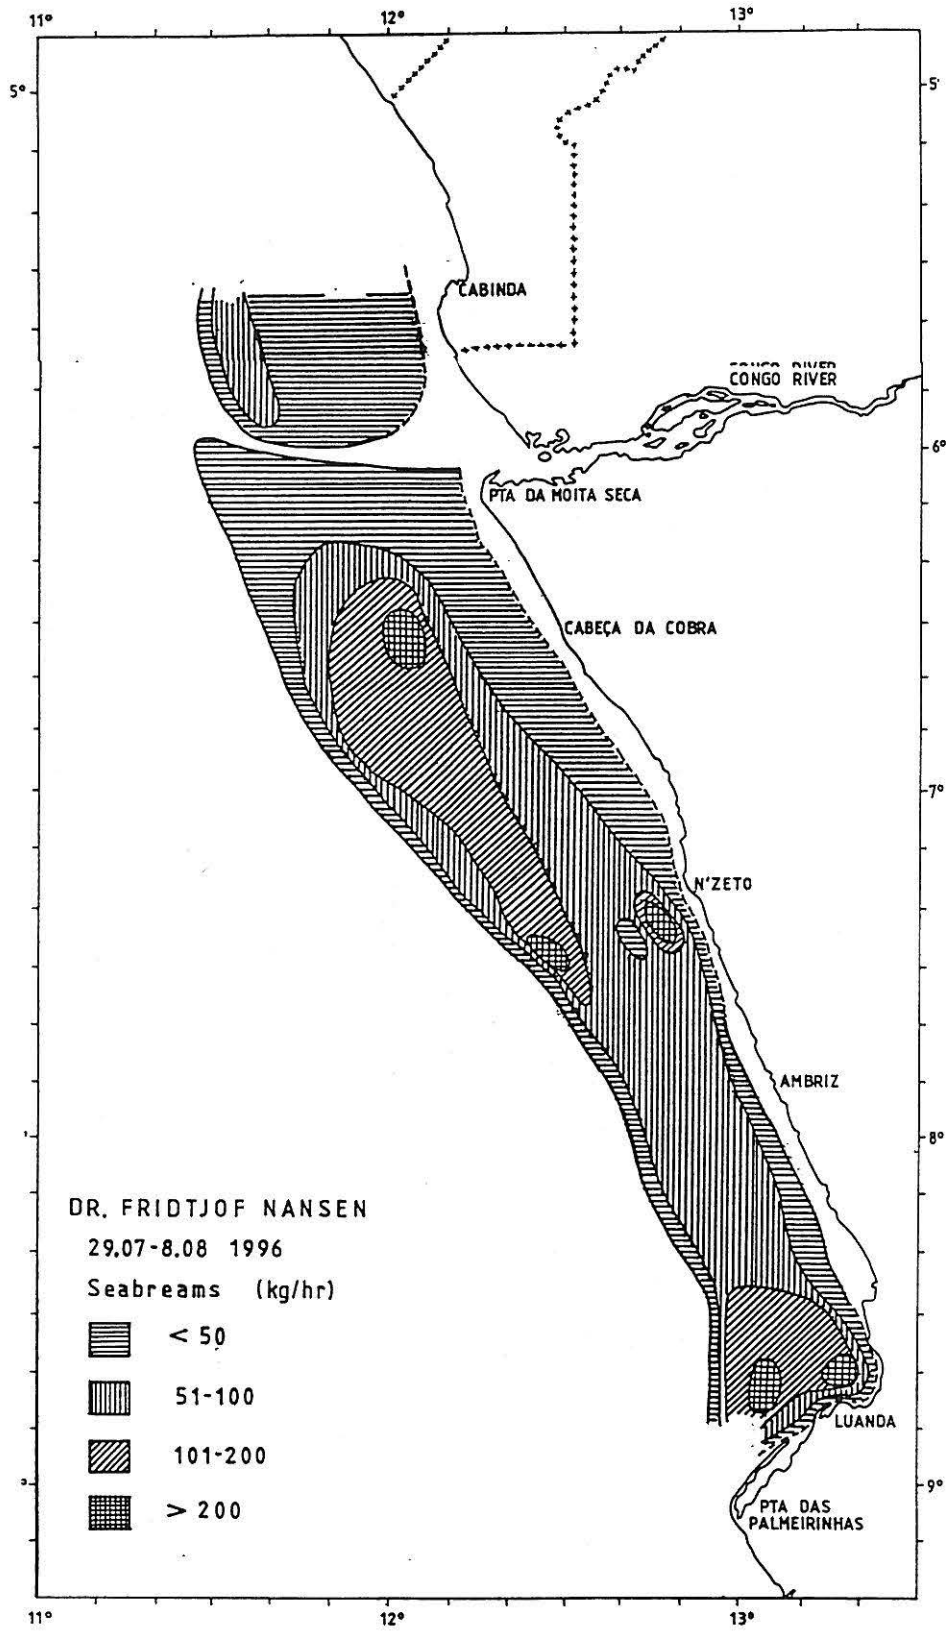 11°
12°
13°
5°
5°
CABINDA
CONGO RIVER
CONGO RIVER
6°
PTA DA MOITA SECA
CABEÇA DA COBRA
7°
N'ZETO
AMBRIZ
8°
DR. FRIDTJOF NANSEN
29.07-8.08 1996
Seabreams (kg/hr)
< 50
51-100
101-200
> 200
LUANDA
9°
PTA DAS
PALMEIRINHAS
11°
12°
13°